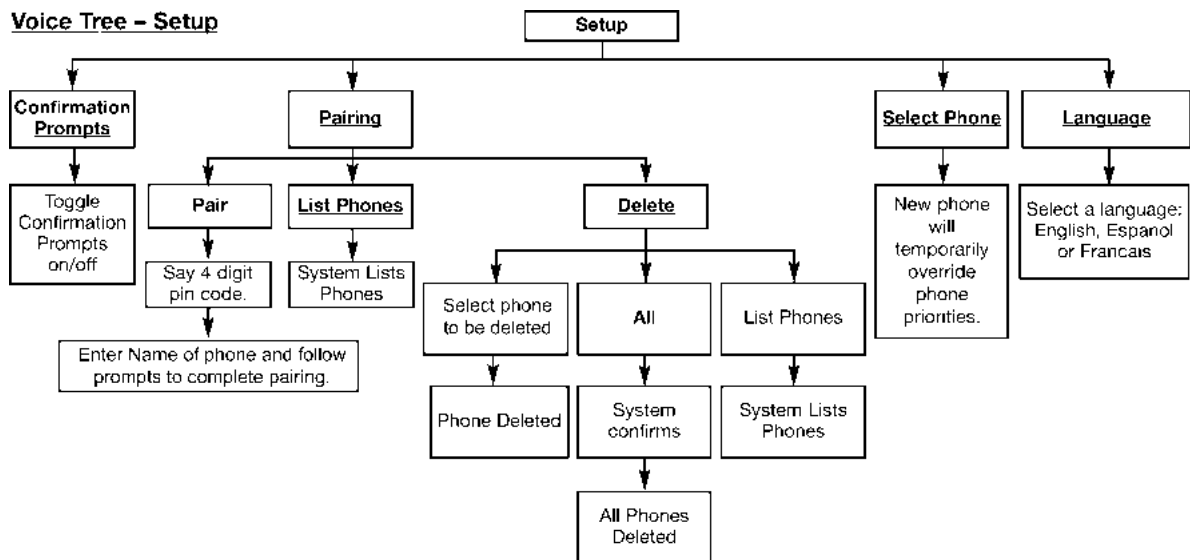 Voice Tree – Setup
Setup
Confirmation
Prompts
Pairing
Select Phone
Language
Toggle
Confirmation
Prompts
on/off
Pair
List Phones
Delete
New phone
will
temporarily
override
phone
priorities.
Select a language:
English, Espanol
or Francais
Say 4 digit
pin code.
System Lists
Phones
Select phone
to be deleted
All
List Phones
Enter Name of phone and follow
prompts to complete pairing.
Phone Deleted
System
confirms
System Lists
Phones
All Phones
Deleted